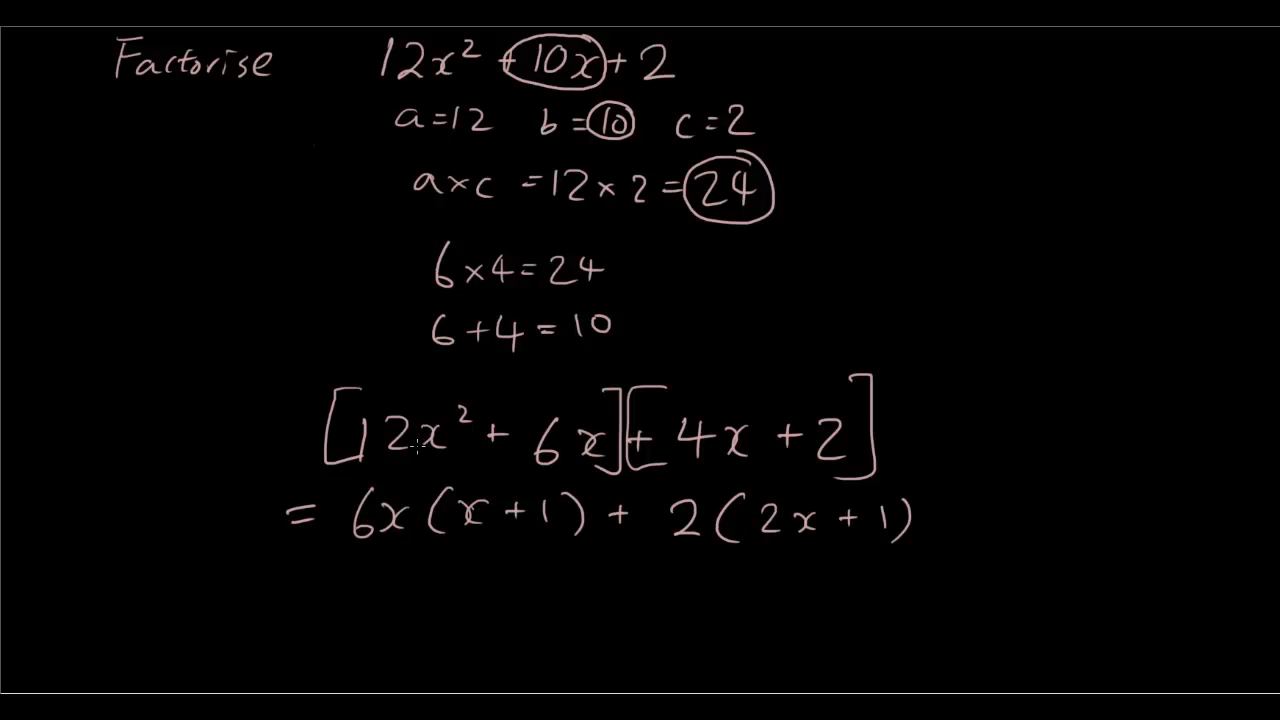 Factorise 12x² + 10x + 2
a = 12 b = 10 c = 2
a × c = 12 × 2 = 24
6 × 4 = 24
6 + 4 = 10
[12x² + 6x][+ 4x + 2]
= 6x(x + 1) + 2(2x + 1)